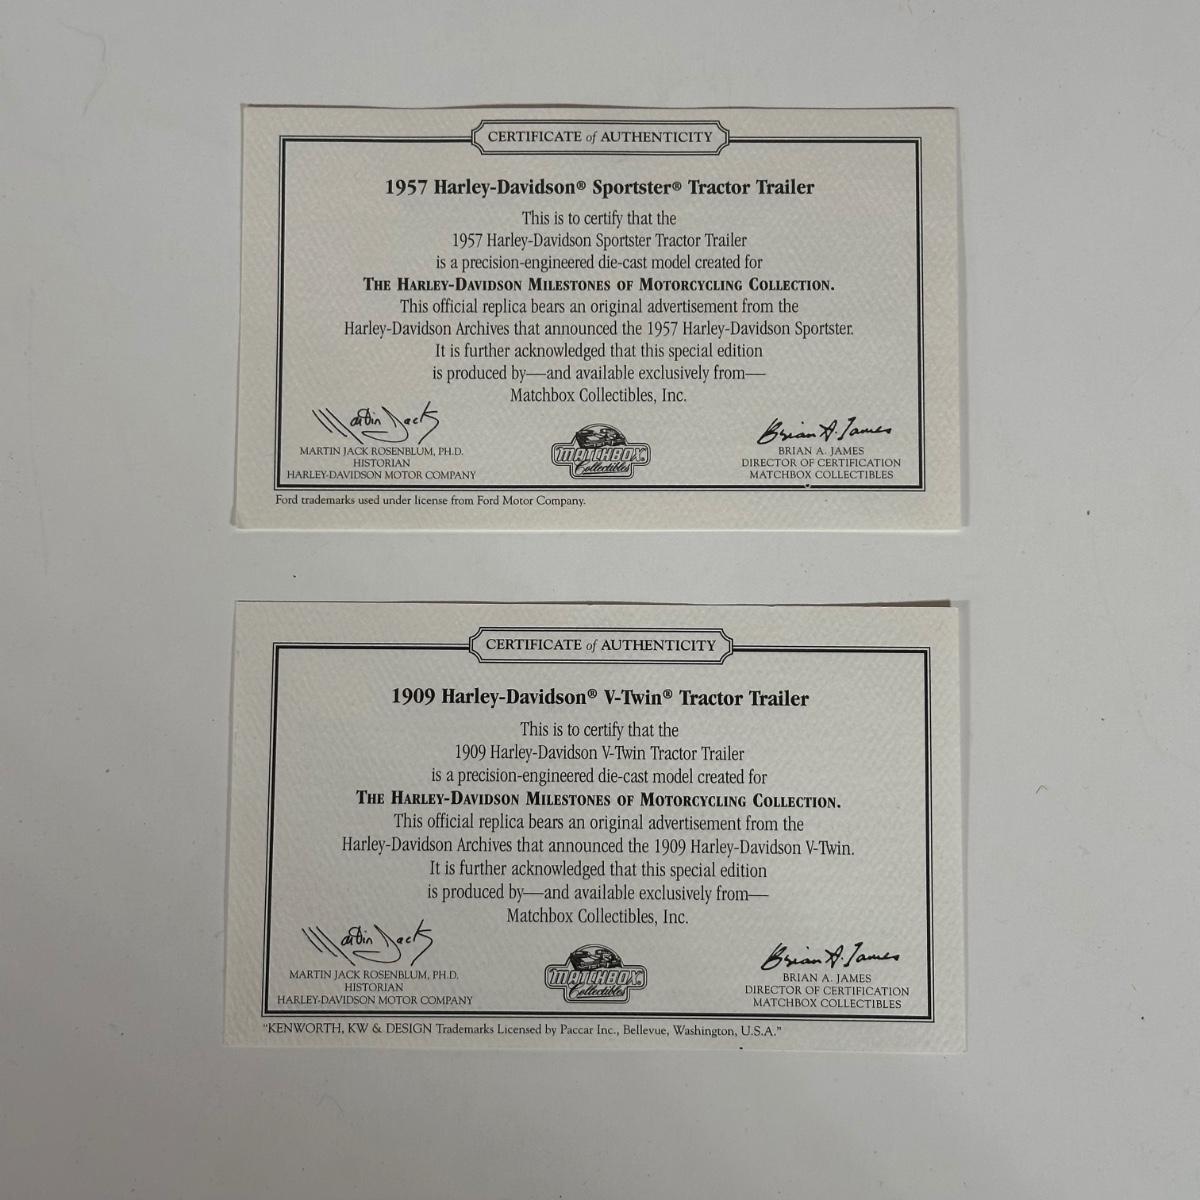 CERTIFICATE of AUTHENTICITY
1957 Harley-Davidson® Sportster® Tractor Trailer
This is to certify that the
1957 Harley-Davidson Sportster Tractor Trailer
is a precision-engineered die-cast model created for
THE HARLEY-DAVIDSON MILESTONES OF MOTORCYCLING COLLECTION.
This official replica bears an original advertisement from the
Harley-Davidson Archives that announced the 1957 Harley-Davidson Sportster.
It is further acknowledged that this special edition
is produced by—and available exclusively from—
Matchbox Collectibles, Inc.
Martin Jack
MARTIN JACK ROSENBLUM, PH.D.
HISTORIAN
HARLEY-DAVIDSON MOTOR COMPANY
MATCHBOX
Collectibles
Brian A. James
BRIAN A. JAMES
DIRECTOR OF CERTIFICATION
MATCHBOX COLLECTIBLES
Ford trademarks used under license from Ford Motor Company.
CERTIFICATE of AUTHENTICITY
1909 Harley-Davidson® V-Twin® Tractor Trailer
This is to certify that the
1909 Harley-Davidson V-Twin Tractor Trailer
is a precision-engineered die-cast model created for
THE HARLEY-DAVIDSON MILESTONES OF MOTORCYCLING COLLECTION.
This official replica bears an original advertisement from the
Harley-Davidson Archives that announced the 1909 Harley-Davidson V-Twin.
It is further acknowledged that this special edition
is produced by—and available exclusively from—
Matchbox Collectibles, Inc.
Martin Jack
MARTIN JACK ROSENBLUM, PH.D.
HISTORIAN
HARLEY-DAVIDSON MOTOR COMPANY
MATCHBOX
Collectibles
Brian A. James
BRIAN A. JAMES
DIRECTOR OF CERTIFICATION
MATCHBOX COLLECTIBLES
"KENWORTH, KW & DESIGN Trademarks Licensed by Paccar Inc., Bellevue, Washington, U.S.A."